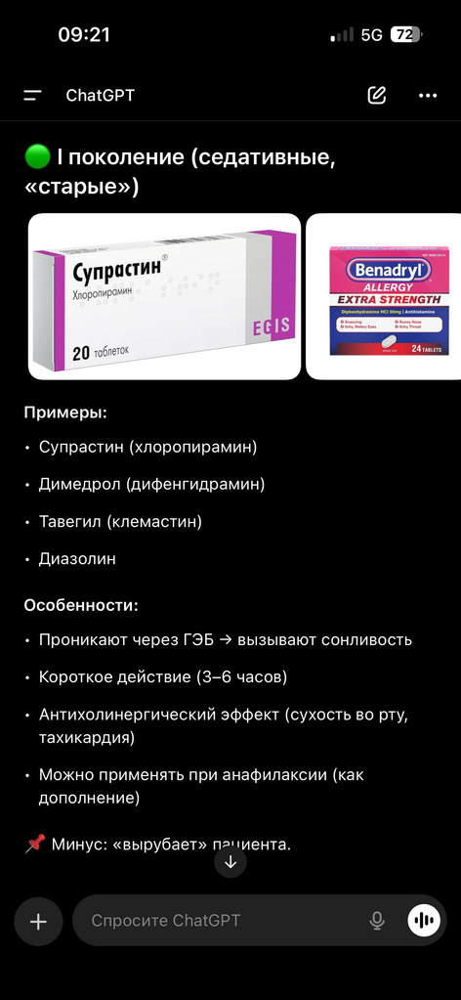 09:21
5G 72
ChatGPT
I поколение (седативные,
«старые»)
Супрастин®
Хлоропирамин
EGIS
20 таблеток
Benadryl
ALLERGY
EXTRA STRENGTH
Diphenhydramine HCl 50mg | Antihistamine
Sneezing
Runny Nose
Itchy, Watery Eyes
Itchy Throat
24 TABLETS
Примеры:
• Супрастин (хлоропирамин)
• Димедрол (дифенгидрамин)
• Тавегил (клемастин)
• Диазолин
Особенности:
• Проникают через ГЭБ → вызывают сонливость
• Короткое действие (3–6 часов)
• Антихолинергический эффект (сухость во рту,
тахикардия)
• Можно применять при анафилаксии (как
дополнение)
Минус: «вырубает» пациента.
Спросите ChatGPT